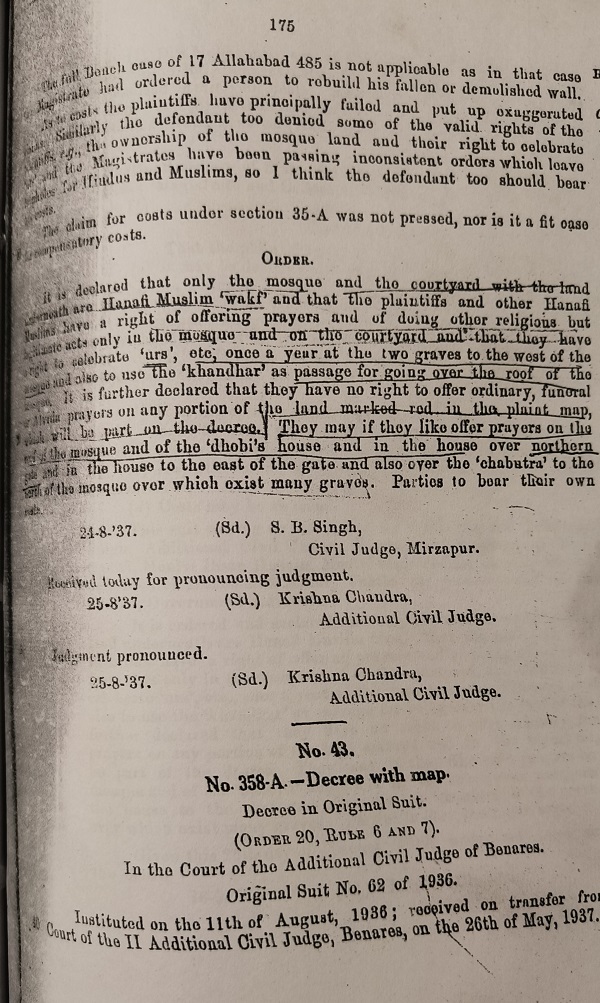 175
The full Bench case of 17 Allahabad 485 is not applicable as in that case
Magistrate had ordered a person to rebuild his fallen or demolished wall.
As to costs the plaintiffs have principally failed and put up exaggerated
Similarly the defendant too denied some of the valid rights of the
the ownership of the mosque land and their right to celebrate
and the Magistrates have been passing inconsistent orders which leave
for Hindus and Muslims, so I think the defendant too should bear
costs.
The claim for costs under section 35-A was not pressed, nor is it a fit case
compensatory costs.
ORDER.
It is declared that only the mosque and the courtyard with the land
underneath are Hanafi Muslim 'wakf' and that the plaintiffs and other Hanafi
Muslims have a right of offering prayers and of doing other religious but
acts only in the mosque and on the courtyard and that they have
right to celebrate 'urs', etc, once a year at the two graves to the west of the
mosque and also to use the 'khandhar' as passage for going over the roof of the
mosque. It is further declared that they have no right to offer ordinary, funeral
prayers on any portion of the land marked red in the plaint map,
which will be part on the decree. They may if they like offer prayers on the
of the mosque and of the 'dhobi's house and in the house over northern
gate and in the house to the east of the gate and also over the 'chabutra' to the
of the mosque over which exist many graves. Parties to bear their own
costs.
24-8-'37. (Sd.) S. B. Singh,
Civil Judge, Mirzapur.
Received today for pronouncing judgment.
25-8'37. (Sd.) Krishna Chandra,
Additional Civil Judge.
Judgment pronounced.
25-8-'37. (Sd.) Krishna Chandra,
Additional Civil Judge.
No. 43.
No. 358-A.—Decree with map.
Decree in Original Suit.
(ORDER 20, RULE 6 AND 7).
In the Court of the Additional Civil Judge of Benares.
Original Suit No. 62 of 1936.
Instituted on the 11th of August, 1936; received on transfer from
Court of the II Additional Civil Judge, Benares, on the 26th of May, 1937.